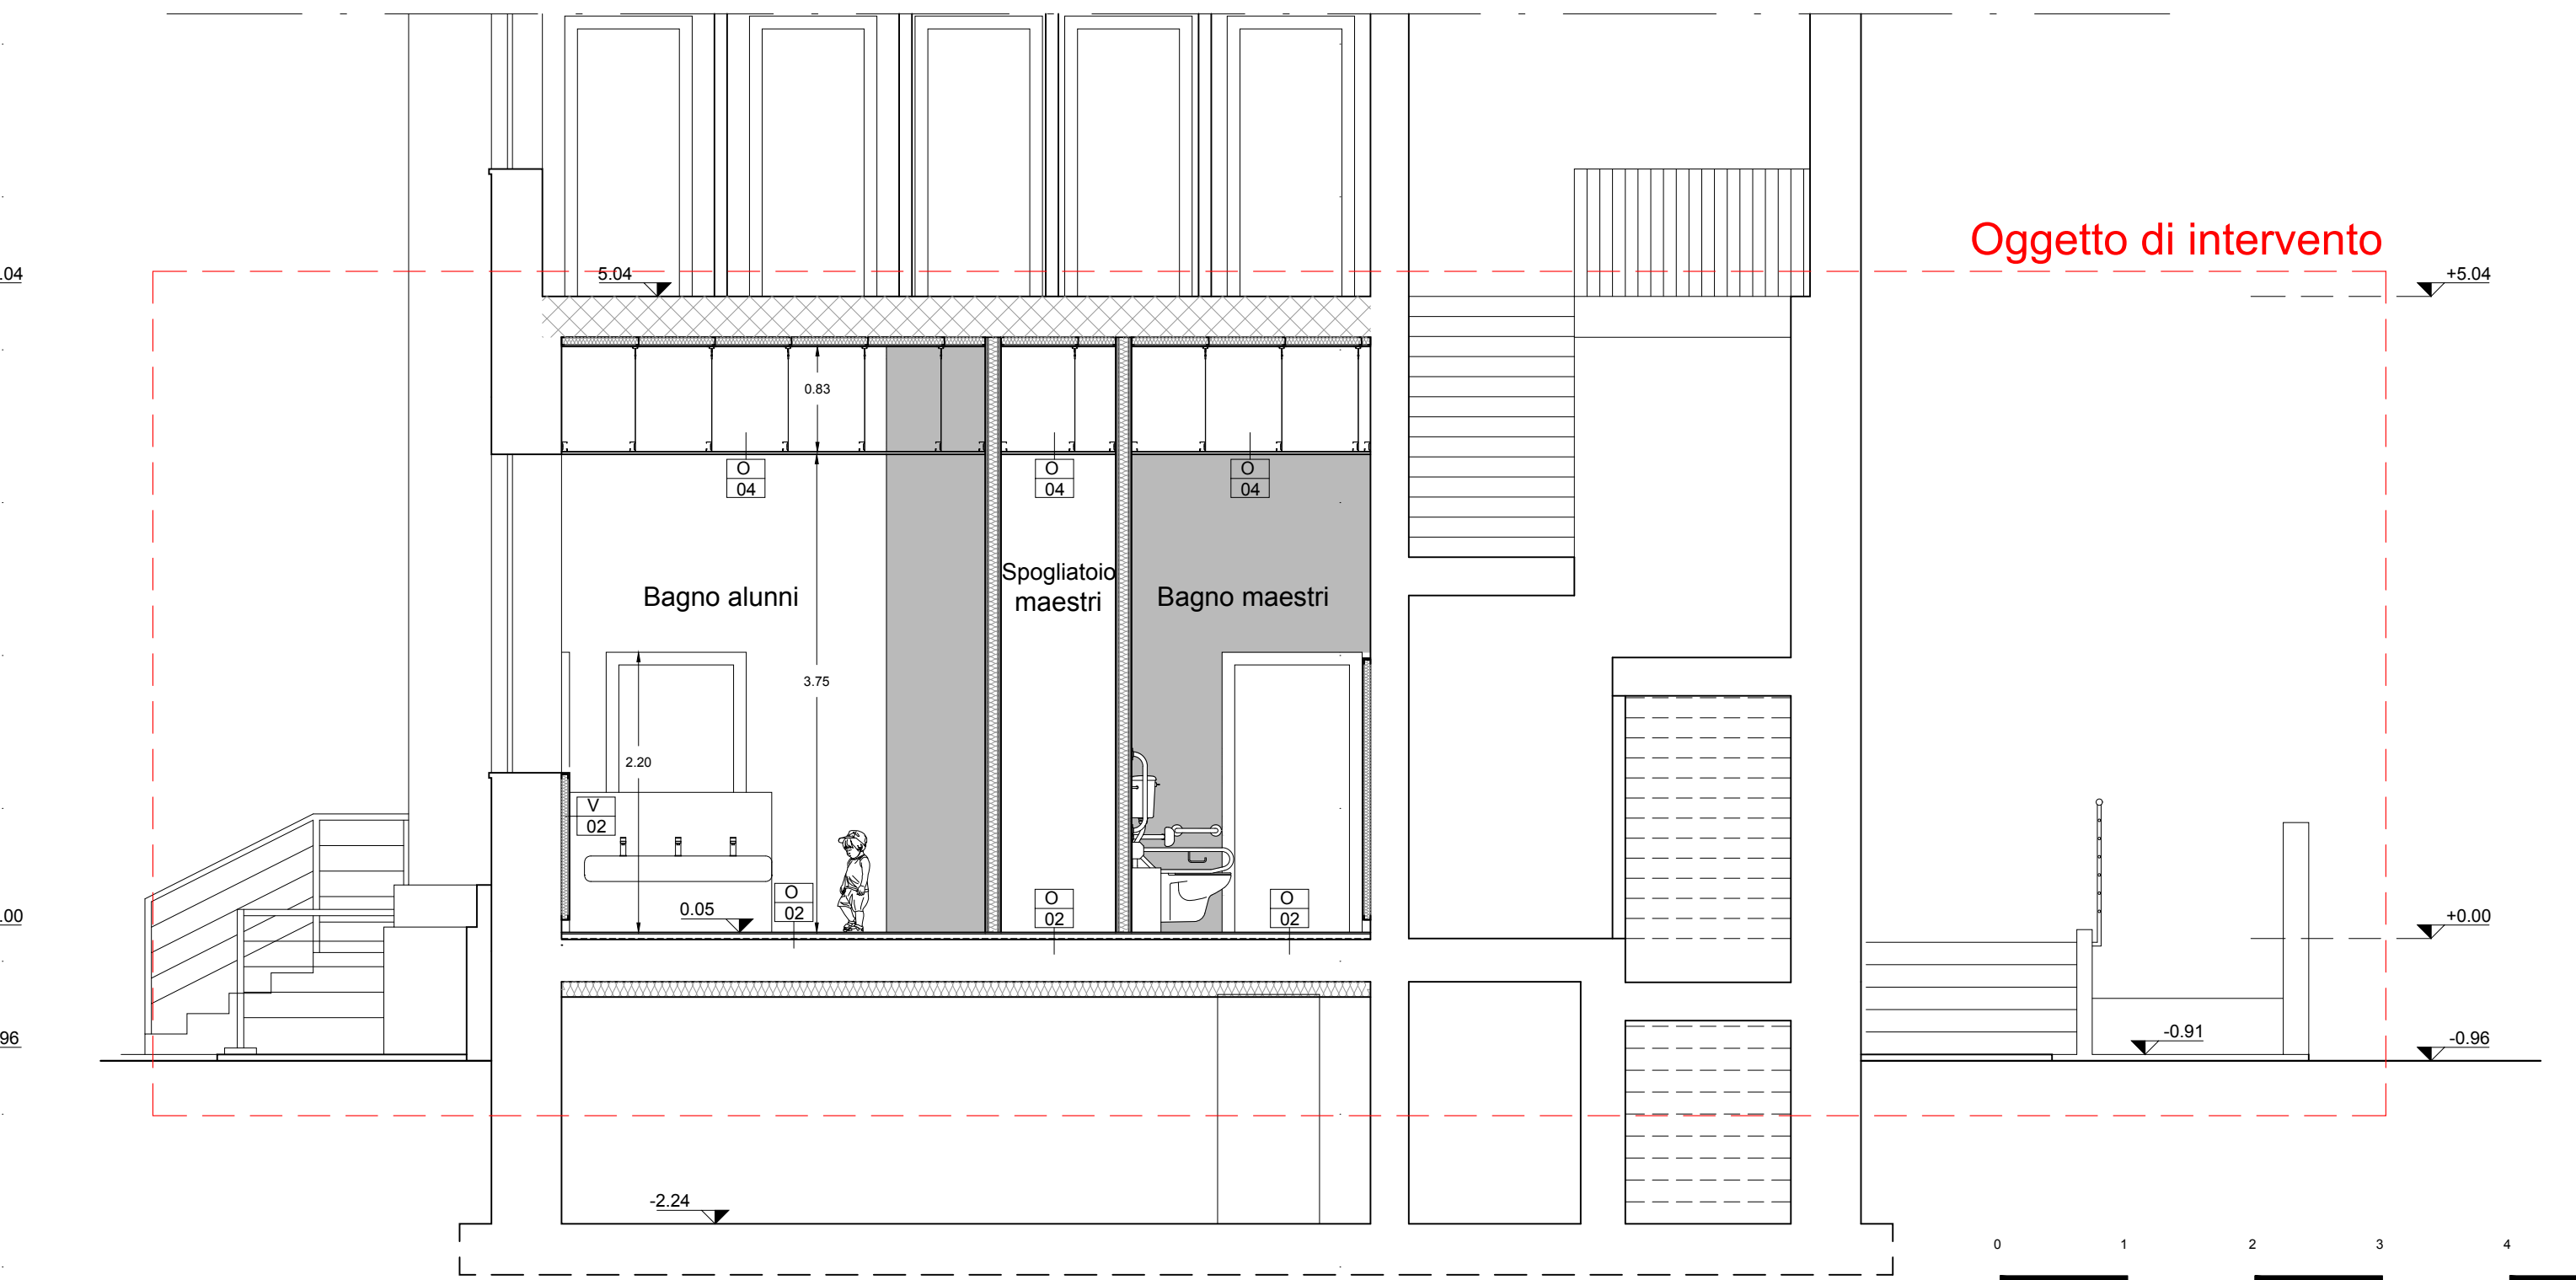 Oggetto di intervento
.04
5.04
+5.04
0.83
O
04
O
04
O
04
Spogliatoio
maestri
Bagno alunni
Bagno maestri
3.75
2.20
V
02
O
02
O
02
O
02
0.05
.00
+0.00
.96
-0.91
-0.96
-2.24
0 1 2 3 4